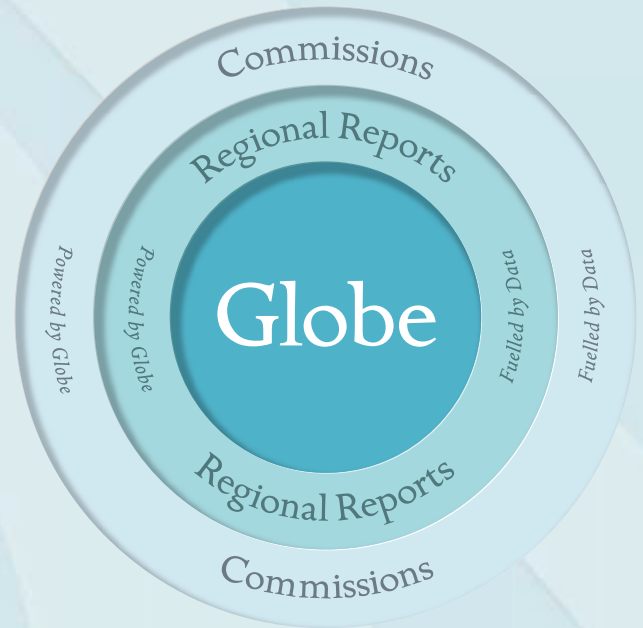 Commissions
Regional Reports
Powered by Globe
Powered by Globe
Globe
Fuelled by Data
Fuelled by Data
Regional Reports
Commissions